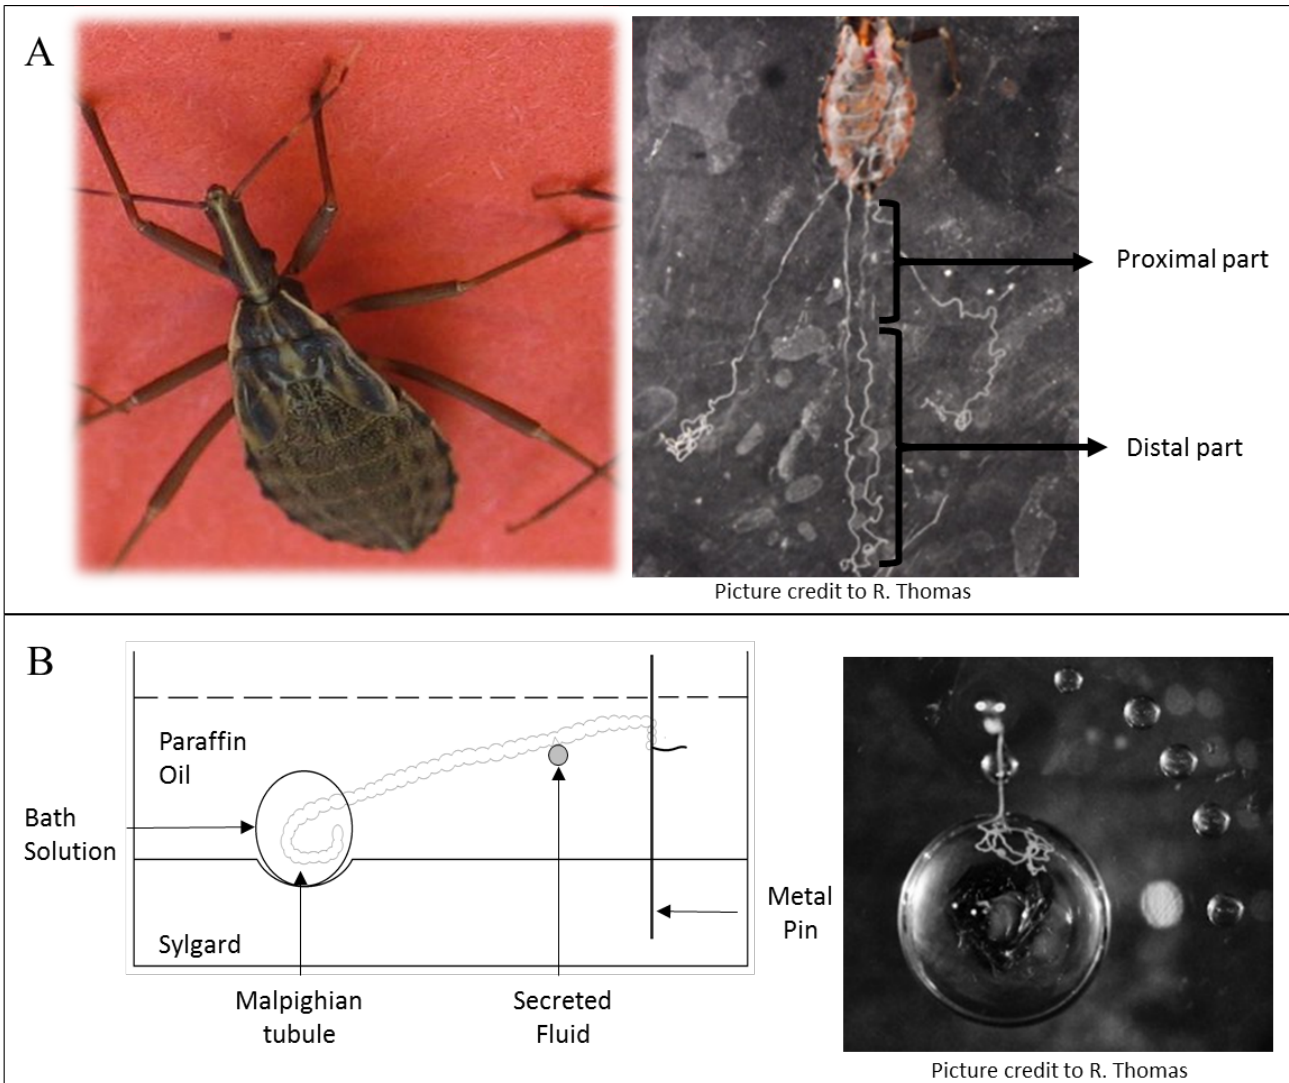 A
Proximal part
Distal part
Picture credit to R. Thomas
B
Paraffin
Oil
Bath
Solution
Sylgard
Metal
Pin
Malpighian
tubule
Secreted
Fluid
Picture credit to R. Thomas